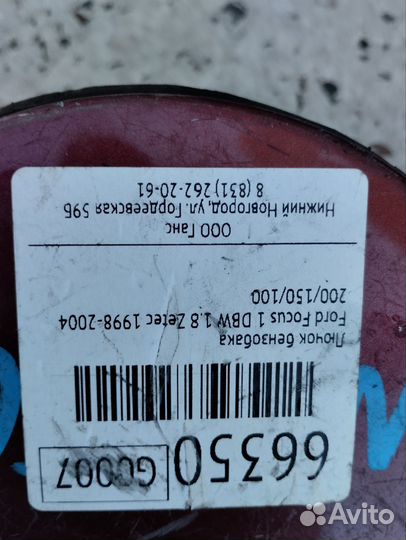 66350 G0007
Лючок бензобака
Ford Focus 1 DBW 1.8 Zetec 1998-2004
200/150/100
ООО Ганс
Нижний Новгород, ул. Гордеевская 59Б
8 (831) 262-20-61
Avito